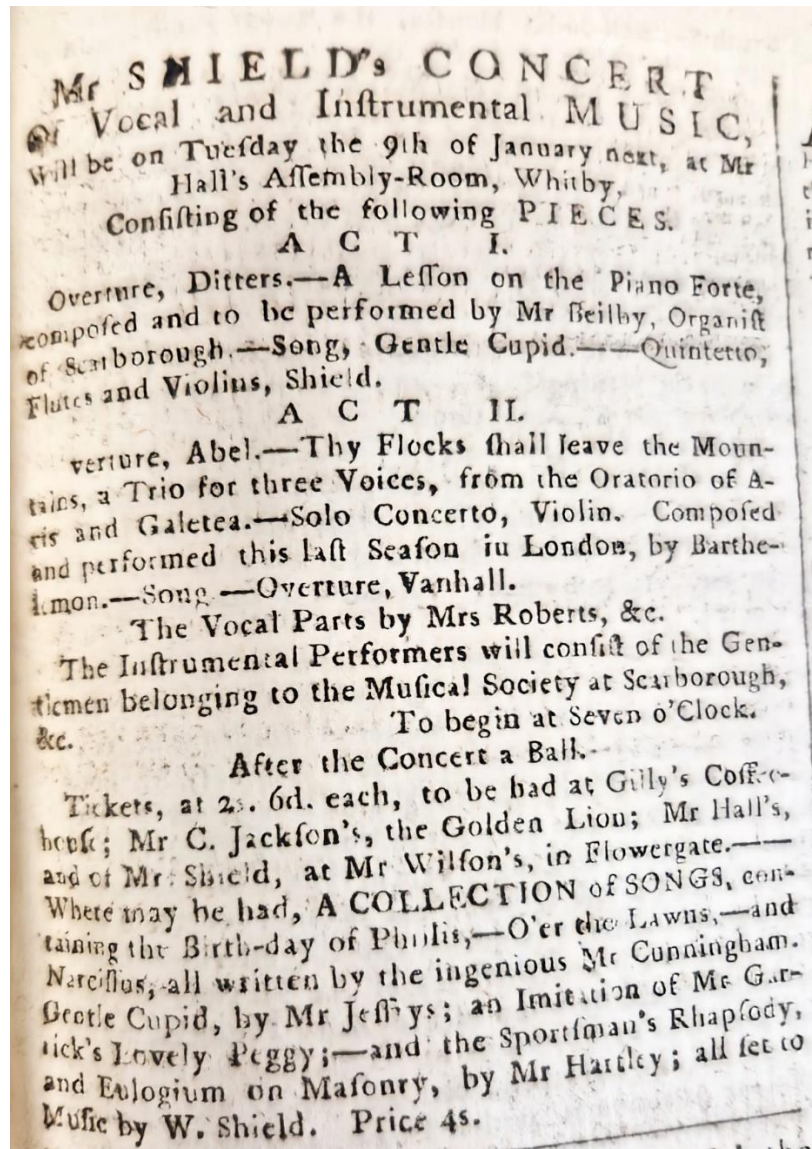 Mr SHIELD's CONCERT
Of Vocal and Inſtrumental MUSIC,
Will be on Tueſday the 9th of January next, at Mr
Hall's Aſſembly-Room, Whitby,
Conſiſting of the following PIECES.
ACT I.
Overture, Ditters.—A Leſſon on the Piano Forte,
compoſed and to be performed by Mr Beilby, Organiſt
of Scarborough.—Song, Gentle Cupid.——Quintetto,
Flutes and Violins, Shield.
ACT II.
verture, Abel.—Thy Flocks ſhall leave the Moun-
tains, a Trio for three Voices, from the Oratorio of A-
cis and Galetea.—Solo Concerto, Violin. Compoſed
and performed this laſt Seaſon in London, by Barthe-
lemon.—Song.—Overture, Vanhall.
The Vocal Parts by Mrs Roberts, &c.
The Inſtrumental Performers will conſiſt of the Gen-
tlemen belonging to the Muſical Society at Scarborough,
&c. To begin at Seven o'Clock.
After the Concert a Ball.
Tickets, at 2s. 6d. each, to be had at Gilly's Coffee-
houſe; Mr C. Jackſon's, the Golden Lion; Mr Hall's,
and of Mr Shield, at Mr Wilſon's, in Flowergate.——
Where may be had, A COLLECTION of SONGS, con-
taining the Birth-day of Phillis,—O'er the Lawns,—and
Narciſſus, all written by the ingenious Mr Cunningham.
Gentle Cupid, by Mr Jeffrys; an Imitation of Mr Gar-
rick's Lovely Peggy;—and the Sportſman's Rhapſody,
and Eulogium on Maſonry, by Mr Hartley; all ſet to
Muſic by W. Shield. Price 4s.